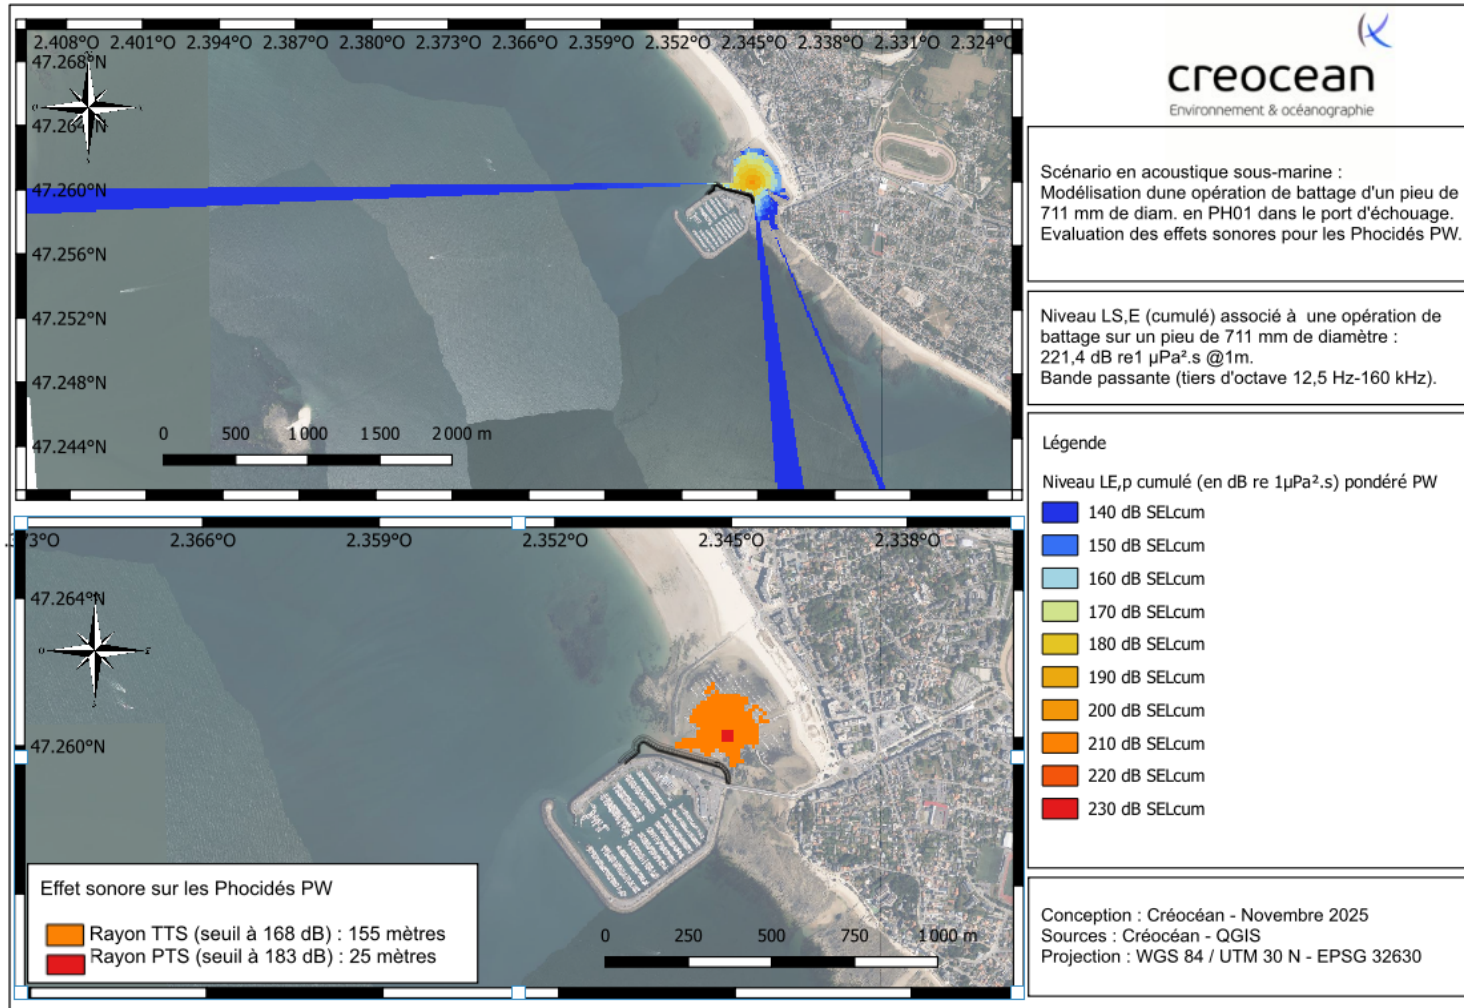 2.408°O 2.401°O 2.394°O 2.387°O 2.380°O 2.373°O 2.366°O 2.359°O 2.352°O 2.345°O 2.338°O 2.331°O 2.324°O
47.268°N
47.264°N
47.260°N
47.256°N
47.252°N
47.248°N
47.244°N
0 500 1 000 1 500 2 000 m
creocean
Environnement & océanographie
Scénario en acoustique sous-marine :
Modélisation dune opération de battage d'un pieu de
711 mm de diam. en PH01 dans le port d'échouage.
Evaluation des effets sonores pour les Phocidés PW.
Niveau LS,E (cumulé) associé à une opération de
battage sur un pieu de 711 mm de diamètre :
221,4 dB re1 µPa².s @1m.
Bande passante (tiers d'octave 12,5 Hz-160 kHz).
Légende
Niveau LE,p cumulé (en dB re 1µPa².s) pondéré PW
140 dB SELcum
150 dB SELcum
160 dB SELcum
170 dB SELcum
180 dB SELcum
190 dB SELcum
200 dB SELcum
210 dB SELcum
220 dB SELcum
230 dB SELcum
2.366°O 2.359°O 2.352°O 2.345°O 2.338°O
47.264°N
47.260°N
Effet sonore sur les Phocidés PW
Rayon TTS (seuil à 168 dB) : 155 mètres
Rayon PTS (seuil à 183 dB) : 25 mètres
0 250 500 750 1 000 m
Conception : Créocéan - Novembre 2025
Sources : Créocéan - QGIS
Projection : WGS 84 / UTM 30 N - EPSG 32630